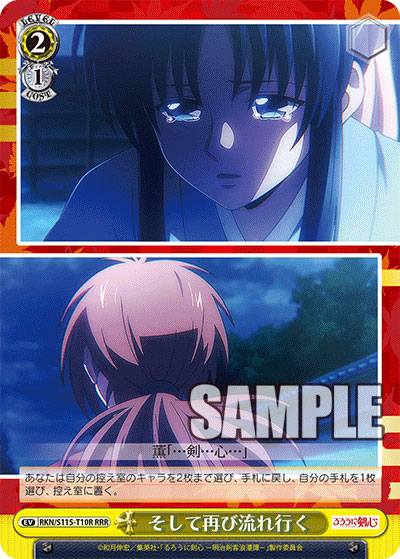 LEVEL
2
1
COST
SAMPLE
薫「…剣…心…」
あなたは自分の控え室のキャラを2枚まで選び、手札に戻し、自分の手札を1枚
選び、控え室に置く。
EV RKN/S115-T10R RRR そして再び流れ行く るろうに剣心
©和月伸宏／集英社・「るろうに剣心 －明治剣客浪漫譚－」製作委員会